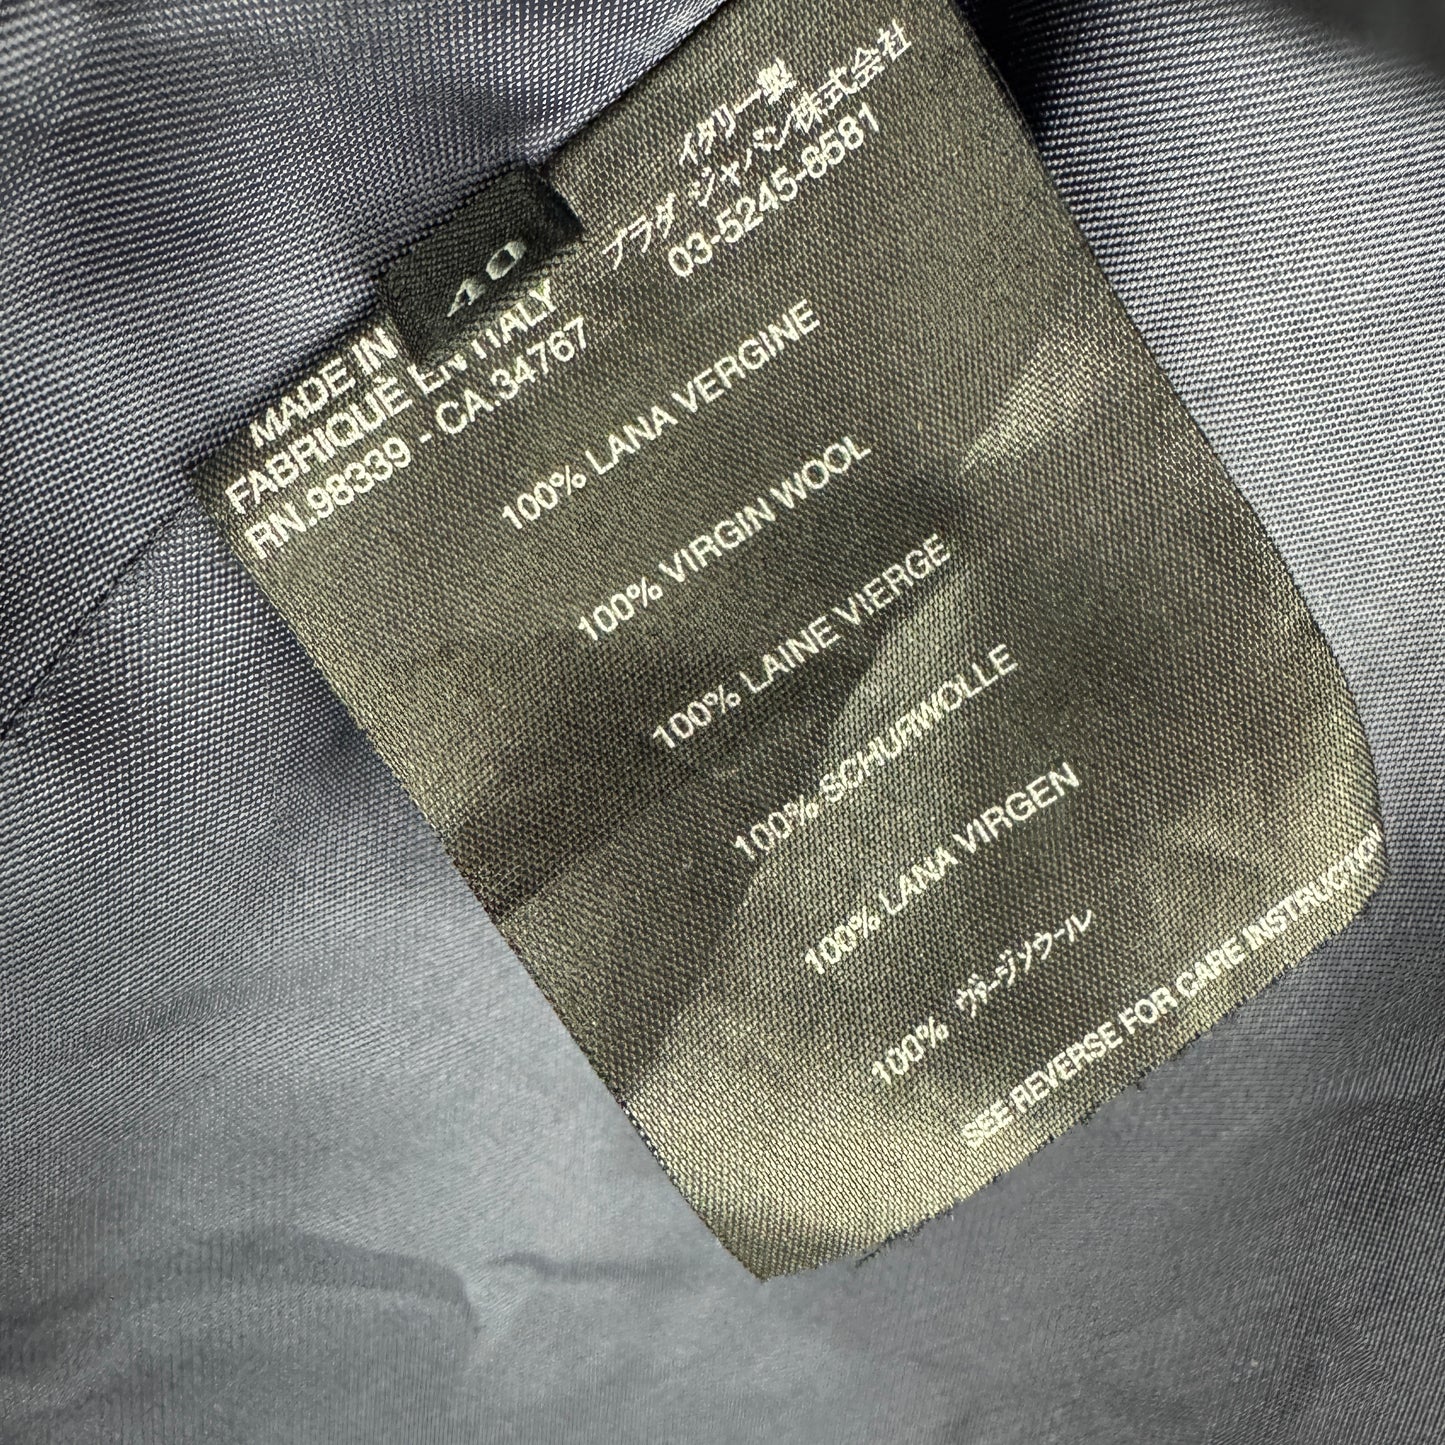 イタリー製
プラダ ジャパン株式会社
03-5245-8581
40
MADE IN
FABRIQUÈ EN ITALY
RN.98339 - CA.34767
100% LANA VERGINE
100% VIRGIN WOOL
100% LAINE VIERGE
100% SCHURWOLLE
100% LANA VIRGEN
100% ヴァージンウール
SEE REVERSE FOR CARE INSTRUCTION